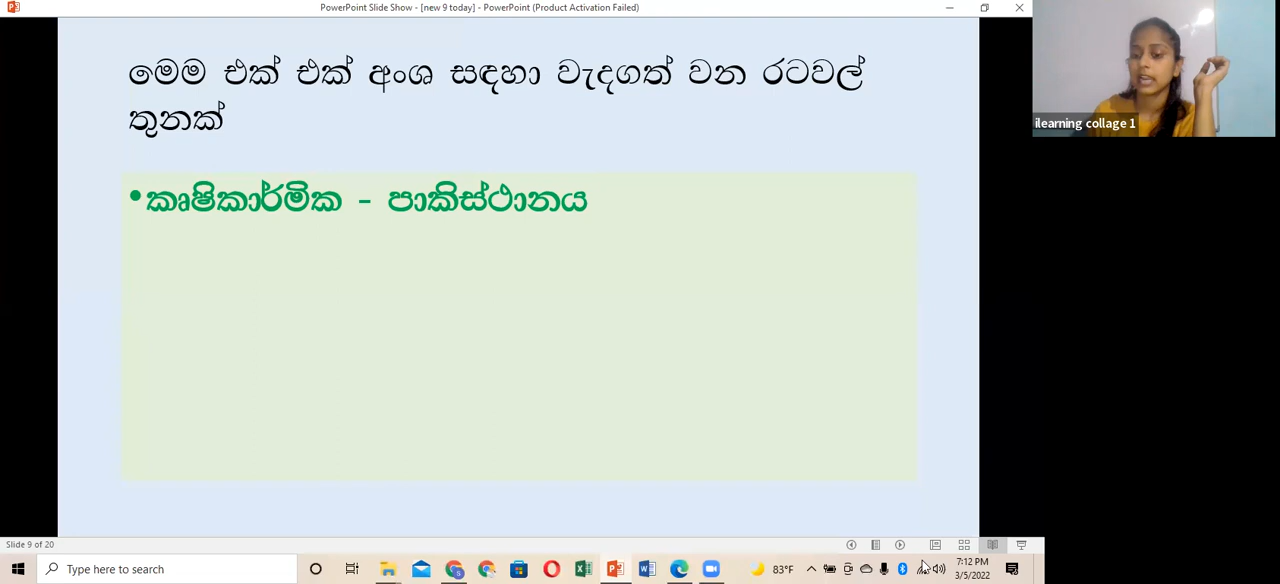 PowerPoint Slide Show - [new 9 today] - PowerPoint (Product Activation Failed)
මෙම එක් එක් අංශ සඳහා වැදගත් වන රටවල්
තුනක්
•කෘෂිකාර්මික - පාකිස්ථානය
ilearning collage 1
Slide 9 of 20
Type here to search
83°F
7:12 PM
3/5/2022